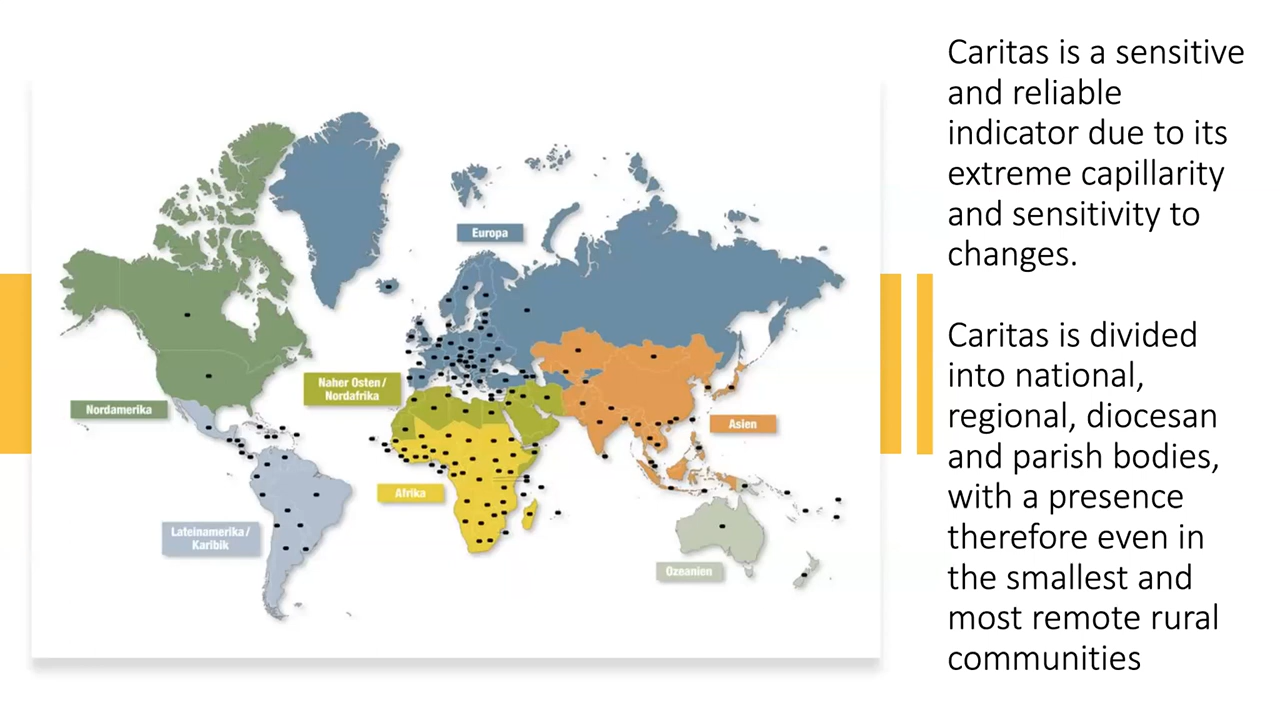 Caritas is a sensitive
and reliable
indicator due to its
extreme capillarity
and sensitivity to
changes.
Caritas is divided
into national,
regional, diocesan
and parish bodies,
with a presence
therefore even in
the smallest and
most remote rural
communities
Europa
Naher Osten /
Nordafrika
Nordamerika
Asien
Afrika
Lateinamerika /
Karibik
Ozeanien